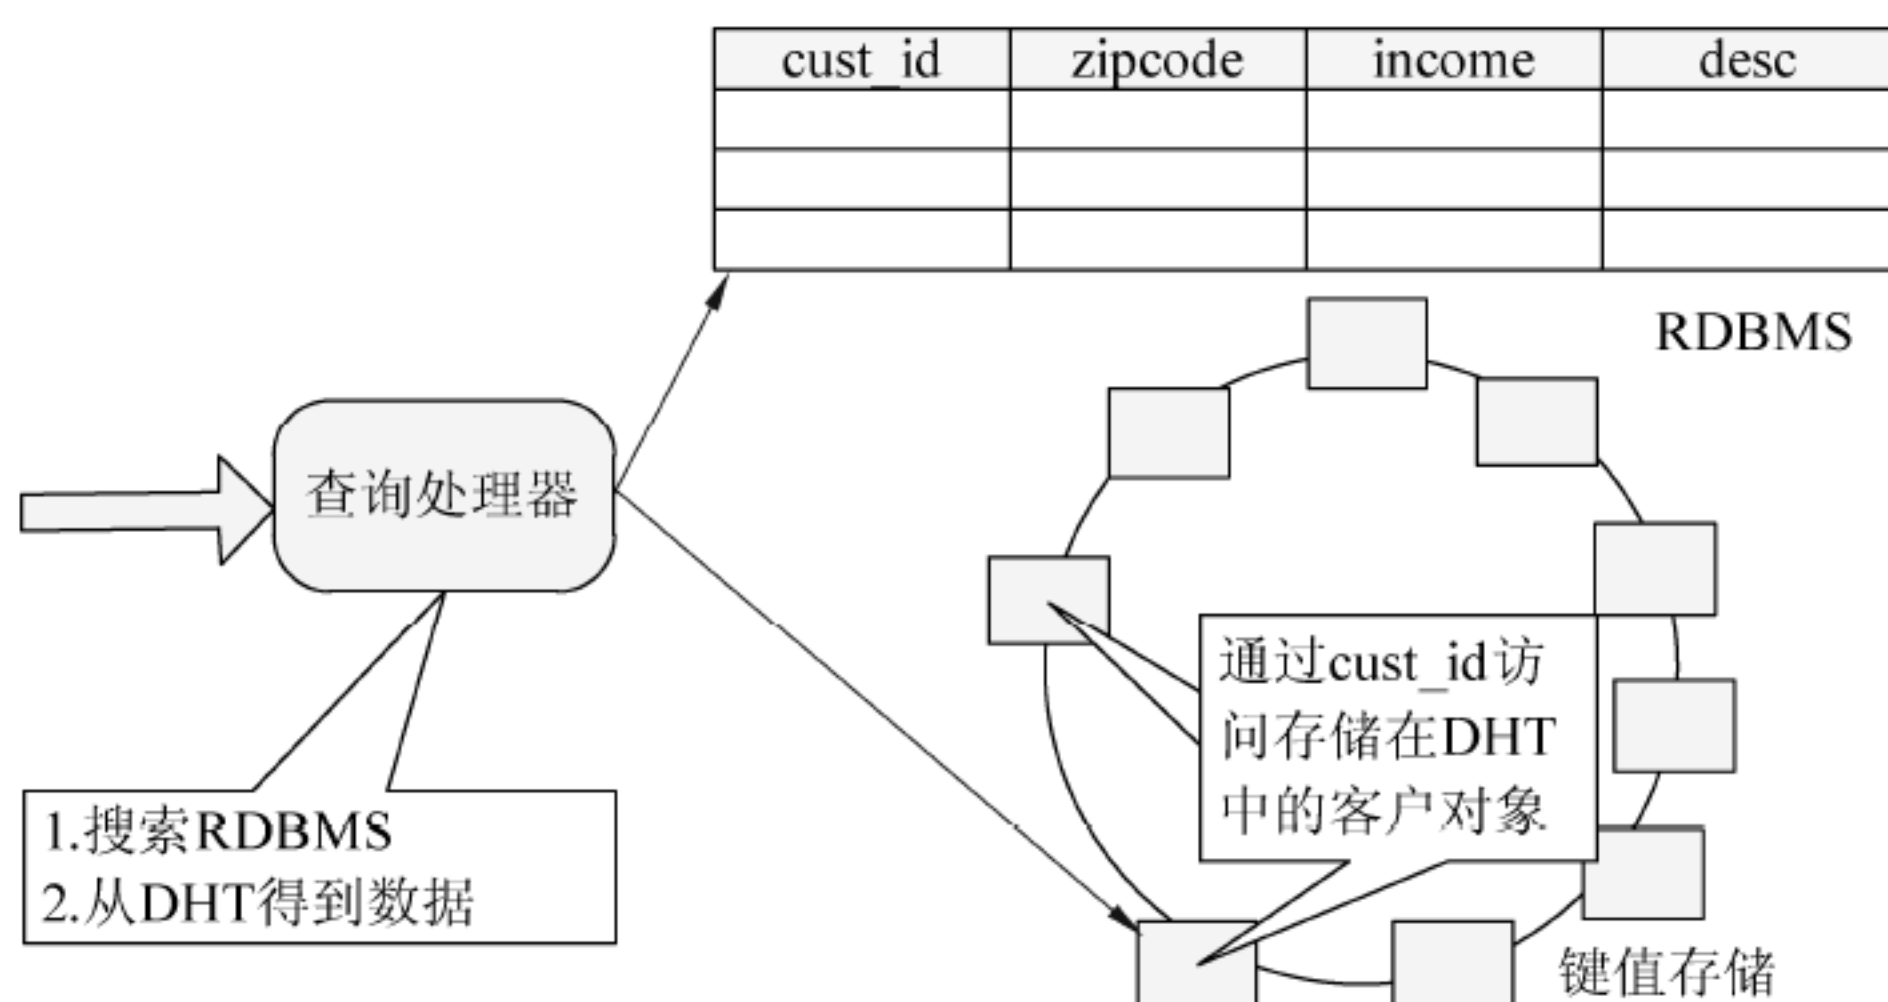 cust_id zipcode income desc
RDBMS
查询处理器
通过cust_id访
问存储在DHT
中的客户对象
1.搜索RDBMS
2.从DHT得到数据
键值存储